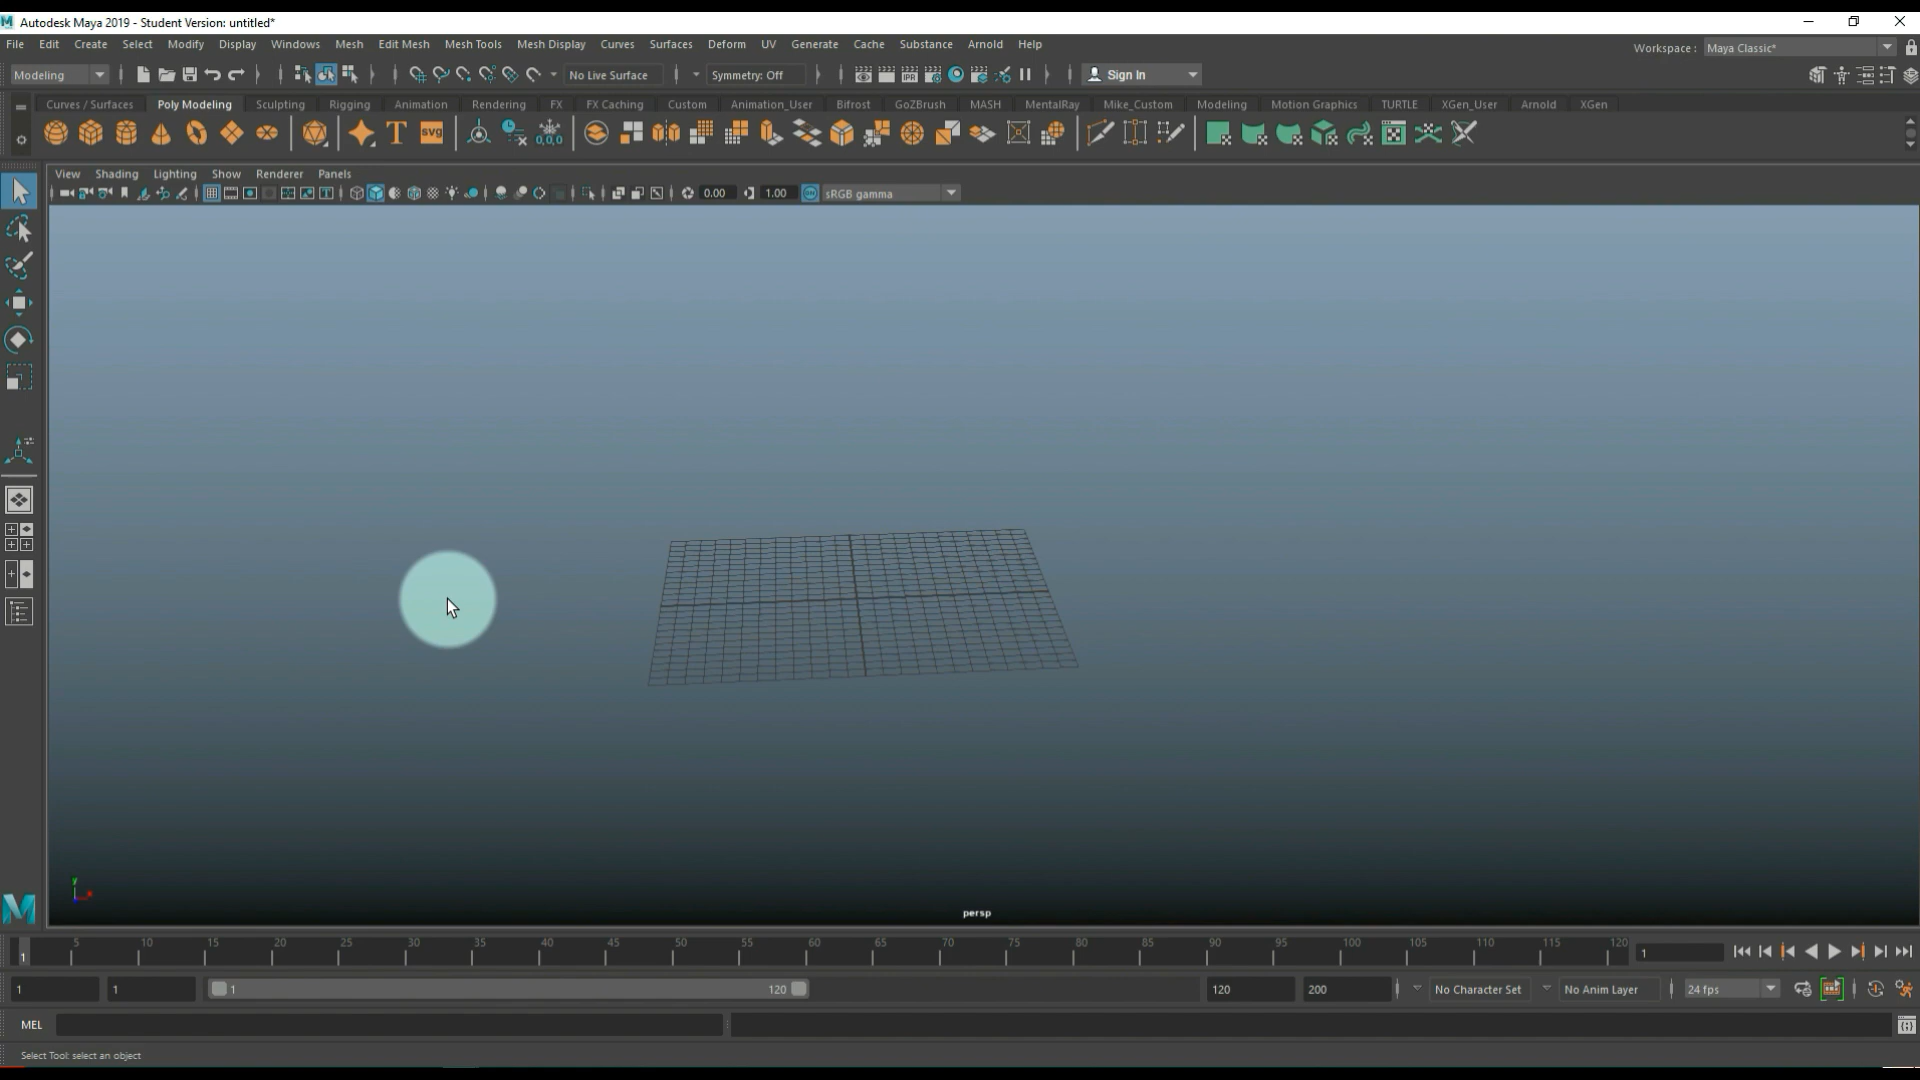 Autodesk Maya 2019 - Student Version: untitled*
File Edit Create Select Modify Display Windows Mesh Edit Mesh Mesh Tools Mesh Display Curves Surfaces Deform UV Generate Cache Substance Arnold Help
Workspace : Maya Classic*
Modeling No Live Surface Symmetry: Off IPR Sign In
Curves / Surfaces Poly Modeling Sculpting Rigging Animation Rendering FX FX Caching Custom Animation_User Bifrost GoZBrush MASH MentalRay Mike_Custom Modeling Motion Graphics TURTLE XGen_User Arnold XGen
T SVG 0,0,0
View Shading Lighting Show Renderer Panels
0.00 1.00 sRGB gamma
y
persp
5 10 15 20 25 30 35 40 45 50 55 60 65 70 75 80 85 90 95 100 105 110 115 120
1 1
1 1 1 120 120 200 No Character Set No Anim Layer 24 fps
MEL
Select Tool: select an object